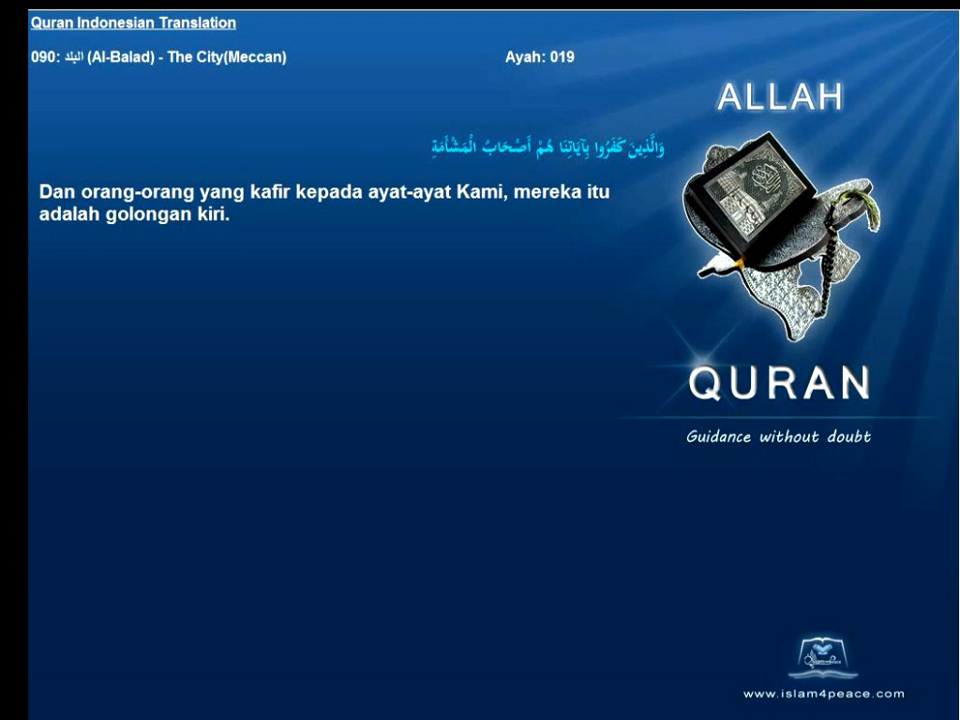 Quran Indonesian Translation
090: البلد (Al-Balad) - The City(Meccan) Ayah: 019
ALLAH
وَالَّذِينَ كَفَرُوا بِآيَاتِنَا هُمْ أَصْحَابُ الْمَشْأَمَةِ
Dan orang-orang yang kafir kepada ayat-ayat Kami, mereka itu
adalah golongan kiri.
QURAN
Guidance without doubt
www.islam4peace.com